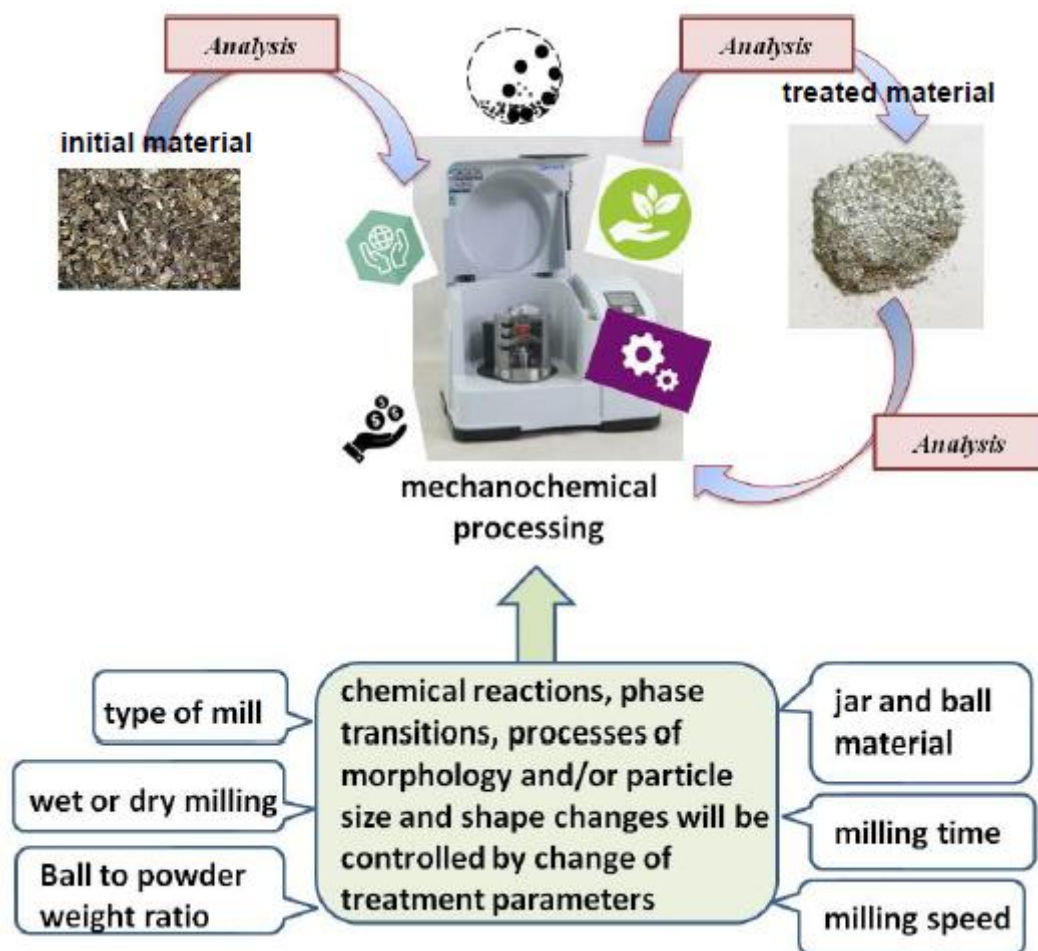 Analysis
Analysis
initial material
treated material
Analysis
mechanochemical
processing
type of mill
wet or dry milling
Ball to powder
weight ratio
chemical reactions, phase
transitions, processes of
morphology and/or particle
size and shape changes will be
controlled by change of
treatment parameters
jar and ball
material
milling time
milling speed